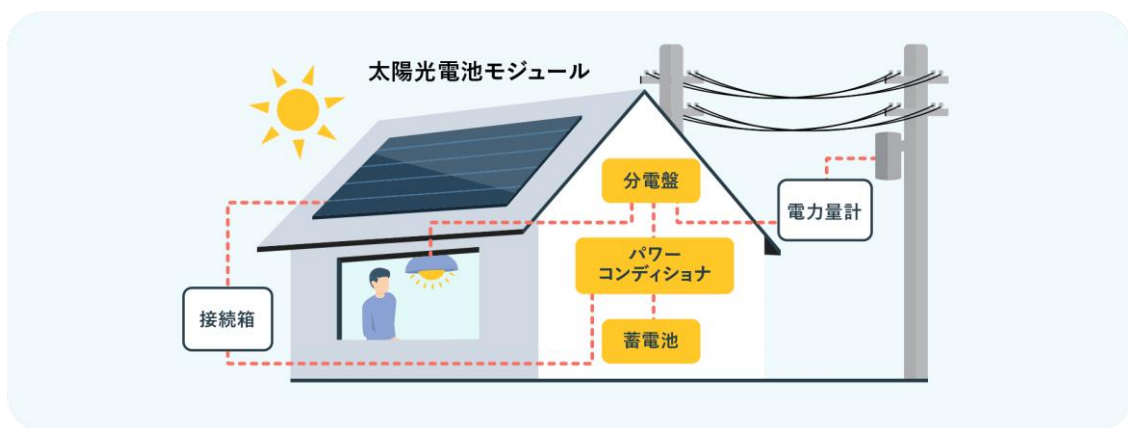 太陽光電池モジュール
分電盤
電力量計
パワー
コンディショナ
接続箱
蓄電池